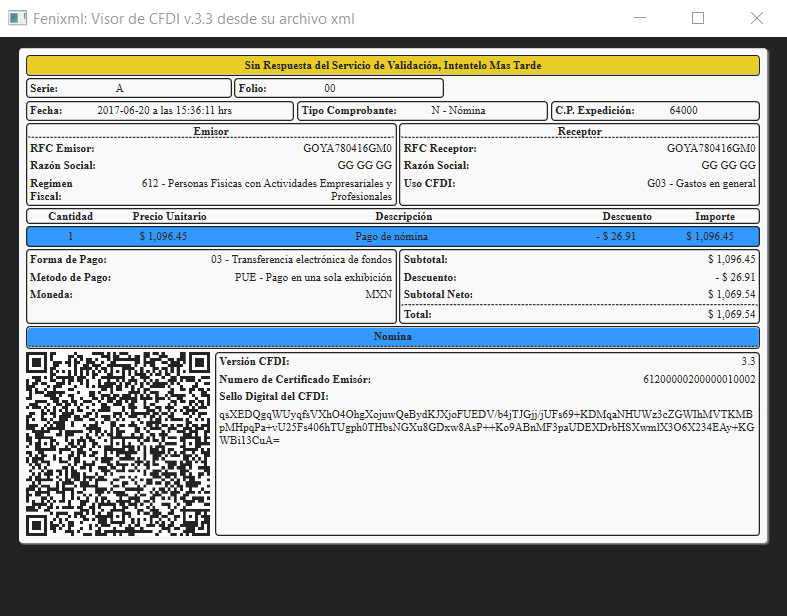 Fenixml: Visor de CFDI v.3.3 desde su archivo xml
Sin Respuesta del Servicio de Validación, Intentelo Mas Tarde
Serie: A Folio: 00
Fecha: 2017-06-20 a las 15:36:11 hrs Tipo Comprobante: N - Nómina C.P. Expedición: 64000
Emisor
RFC Emisor: GOYA780416GM0
Razón Social: GG GG GG
Regimen Fiscal: 612 - Personas Fisicas con Actividades Empresariales y
Profesionales
Receptor
RFC Receptor: GOYA780416GM0
Razón Social: GG GG GG
Uso CFDI: G03 - Gastos en general
Cantidad Precio Unitario Descripción Descuento Importe
1 $ 1,096.45 Pago de nómina - $ 26.91 $ 1,096.45
Forma de Pago: 03 - Transferencia electrónica de fondos
Metodo de Pago: PUE - Pago en una sola exhibición
Moneda: MXN
Subtotal: $ 1,096.45
Descuento: - $ 26.91
Subtotal Neto: $ 1,069.54
Total: $ 1,069.54
Nomina
Versión CFDI: 3.3
Numero de Certificado Emisór: 61200000200000010002
Sello Digital del CFDI:
qsXEDQgqWUyqfsVXhO4OhgXojuwQeBydKJXjoFUEDV/b4jTJGjj/jUFs69+KDMqaNHUWz3cZGWIhMVTKMB
pMHpqPa+vU25Fs406hTUgph0THbsNGXu8GDxw8AsP++Ko9ABnMF3paUDEXDrbHSXwmlX3O6X234EAy+KG
WBi13CuA=